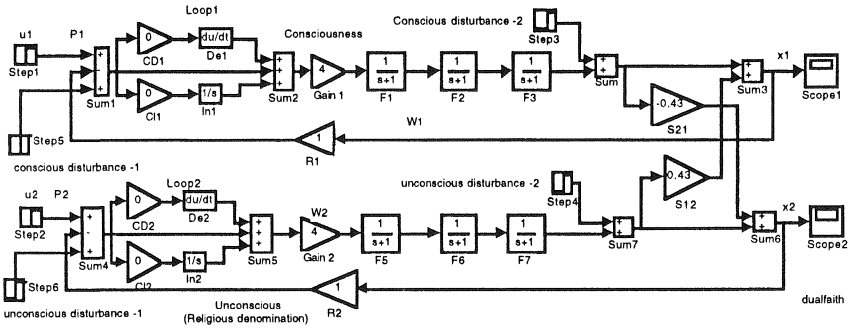 Loop1
Consciousness
Conscious disturbance -2
u1
P1
Step1
0
CD1
du/dt
De1
+
-
+
Sum1
0
CI1
1/s
In1
+
+
+
Sum2
4
Gain 1
1
s+1
F1
1
s+1
F2
1
s+1
F3
Step3
+
+
Sum
-0.43
S21
+
+
Sum3
x1
Scope1
Step5
conscious disturbance -1
1
R1
W1
u2
P2
Step2
Loop2
0
CD2
du/dt
De2
+
-
+
Sum4
0
CI2
1/s
In2
+
+
+
Sum5
W2
4
Gain 2
1
s+1
F5
1
s+1
F6
1
s+1
F7
unconscious disturbance -2
Step4
+
+
Sum7
0.43
S12
+
+
Sum6
x2
Scope2
Step6
unconscious disturbance -1
Unconscious
(Religious denomination)
1
R2
dualfaith